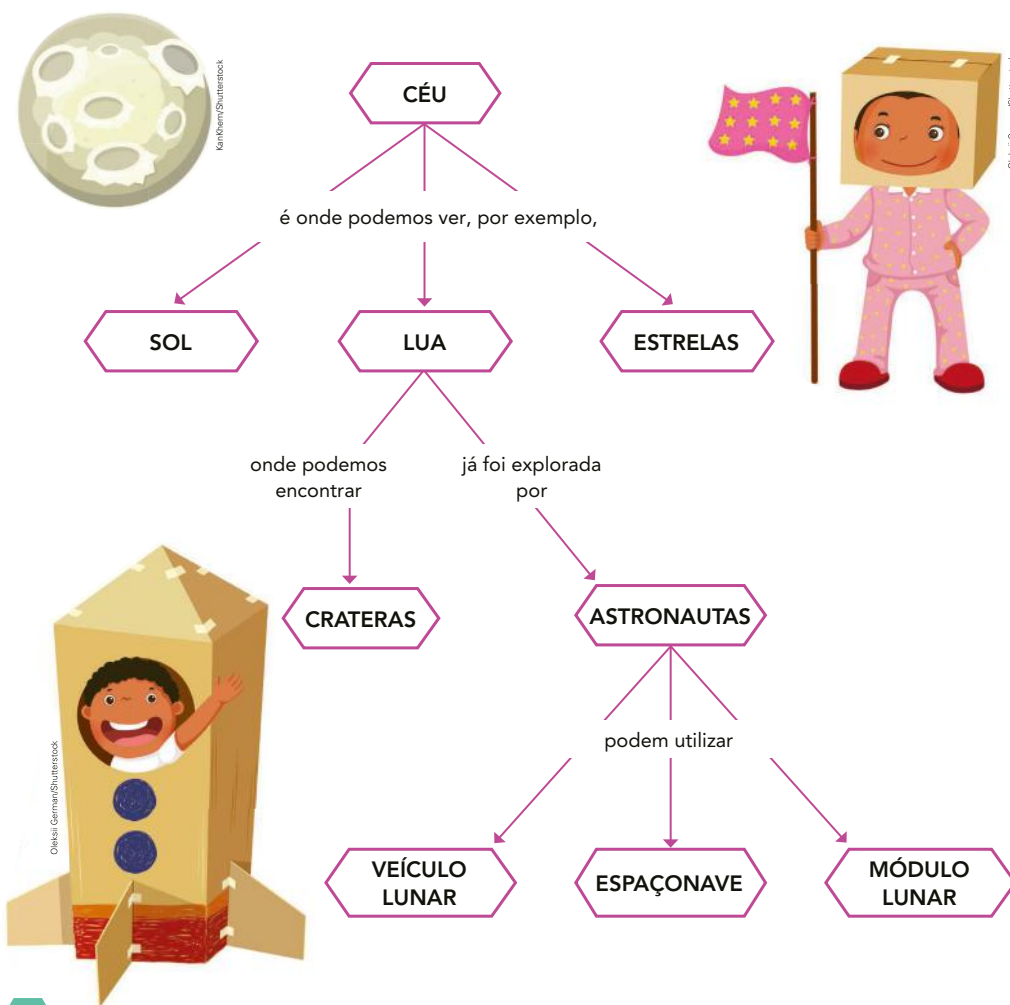 KanKhem/Shutterstock
CÉU
é onde podemos ver, por exemplo,
SOL
LUA
ESTRELAS
onde podemos
encontrar
já foi explorada
por
CRATERAS
ASTRONAUTAS
Oleksii German/Shutterstock
podem utilizar
VEÍCULO
LUNAR
ESPAÇONAVE
MÓDULO
LUNAR